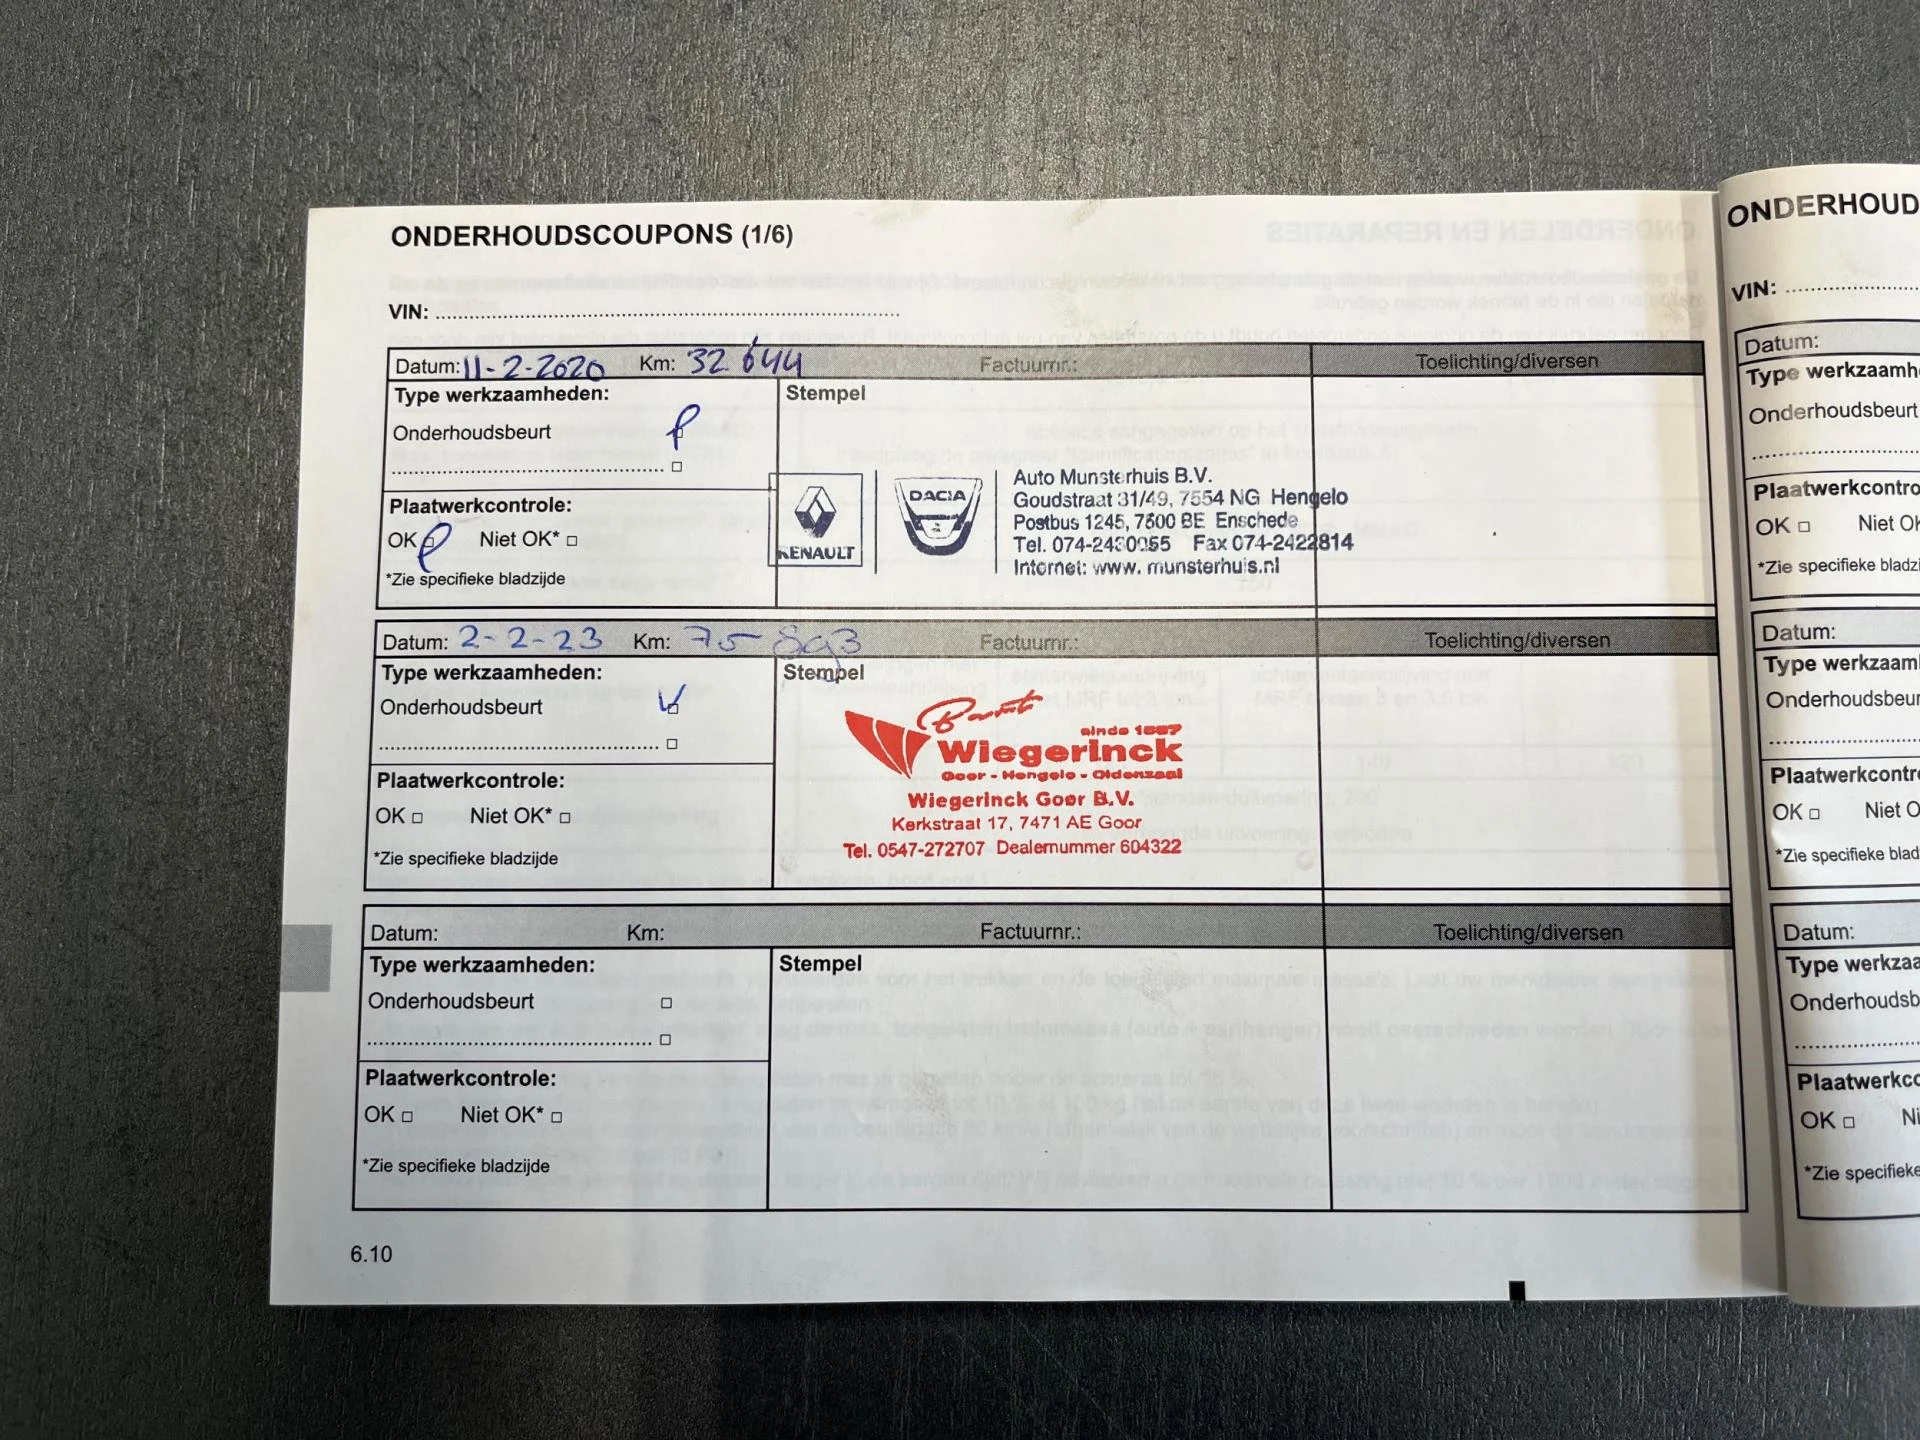 ONDERHOUDSCOUPONS (1/6)
VIN:
Datum: 11-2-2020 Km: 32 644 Factuurnr.: Toelichting/diversen
Type werkzaamheden: Stempel
Onderhoudsbeurt
Plaatwerkcontrole:
OK Niet OK*
*Zie specifieke bladzijde
RENAULT
DACIA
Auto Munsterhuis B.V.
Goudstraat 31/49, 7554 NG Hengelo
Postbus 1245, 7500 BE Enschede
Tel. 074-2430055 Fax 074-2422814
Internet: www. munsterhuis.nl
Datum: 2-2-23 Km: 75 893 Factuurnr.: Toelichting/diversen
Type werkzaamheden: Stempel
Onderhoudsbeurt
Plaatwerkcontrole:
OK Niet OK*
*Zie specifieke bladzijde
sinds 1887
Wiegerinck
Goor - Hengelo - Oldenzaal
Wiegerinck Goor B.V.
Kerkstraat 17, 7471 AE Goor
Tel. 0547-272707 Dealernummer 604322
Datum: Km: Factuurnr.: Toelichting/diversen
Type werkzaamheden: Stempel
Onderhoudsbeurt
Plaatwerkcontrole:
OK Niet OK*
*Zie specifieke bladzijde
6.10
ONDERHOUD
VIN:
Datum:
Type werkzaamh
Onderhoudsbeurt
Plaatwerkcontro
OK Niet OK
*Zie specifieke bladzi
Datum:
Type werkzaam
Onderhoudsbeur
Plaatwerkcontr
OK Niet O
*Zie specifieke blad
Datum:
Type werkza
Onderhoudsb
Plaatwerkco
OK Ni
*Zie specifieke